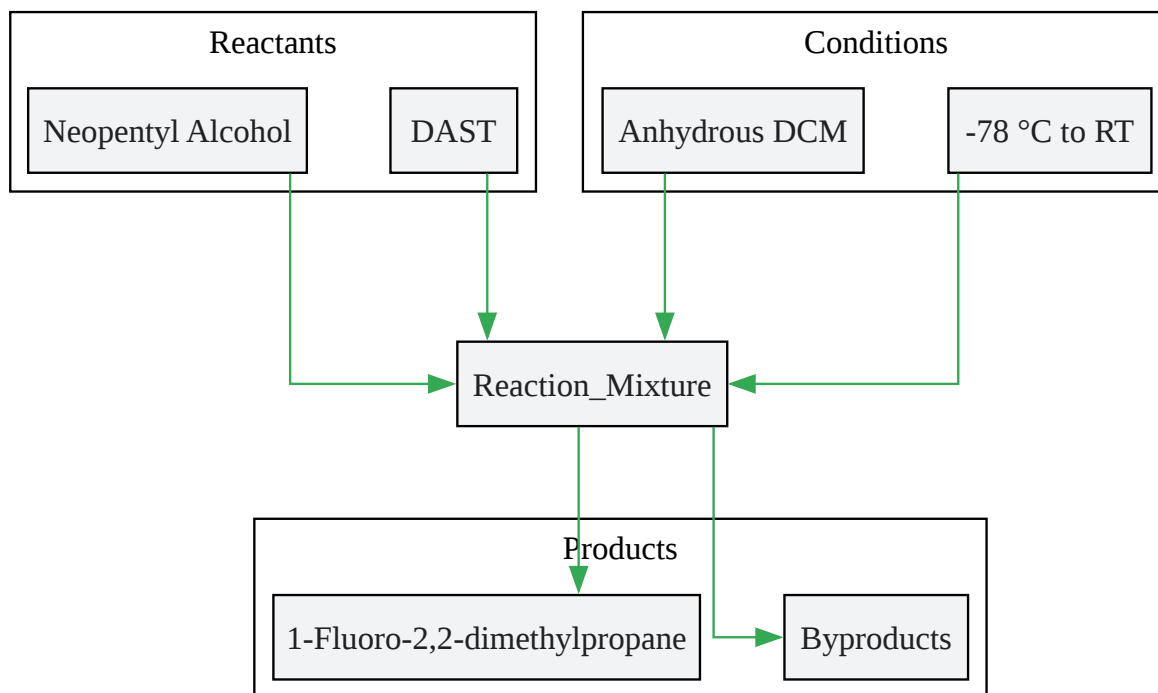 Reactants
Conditions
Neopentyl Alcohol
DAST
Anhydrous DCM
-78 °C to RT
Reaction_Mixture
Products
1-Fluoro-2,2-dimethylpropane
Byproducts